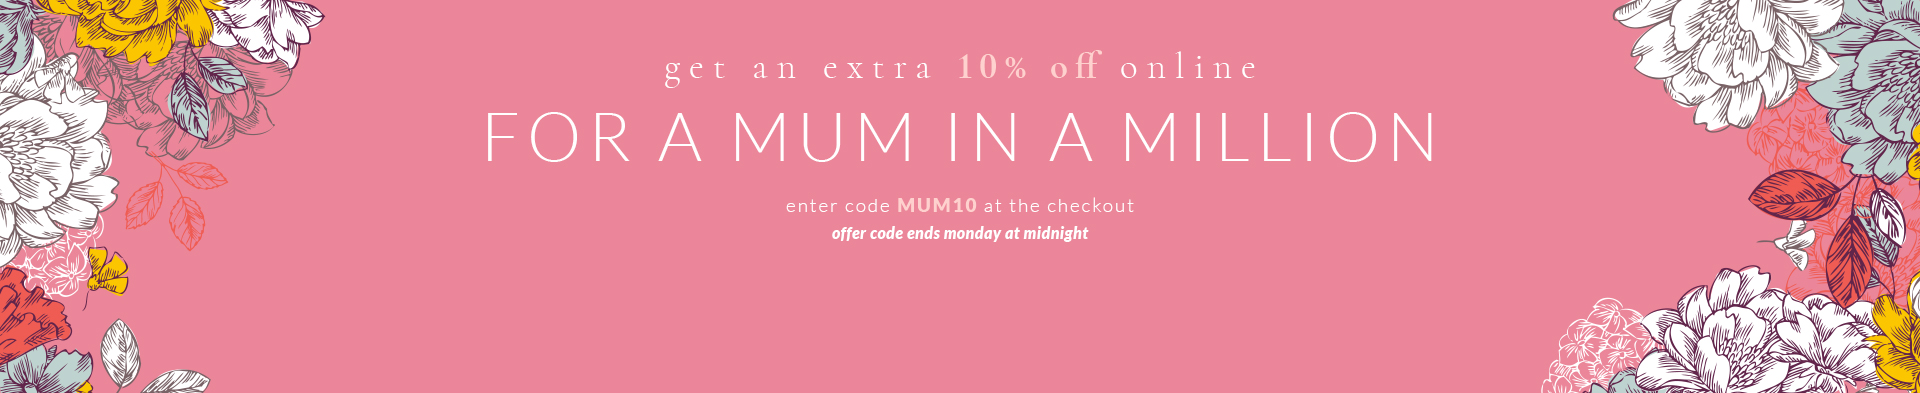 get an extra 10% off online
FOR A MUM IN A MILLION
enter code MUM10 at the checkout
offer code ends monday at midnight